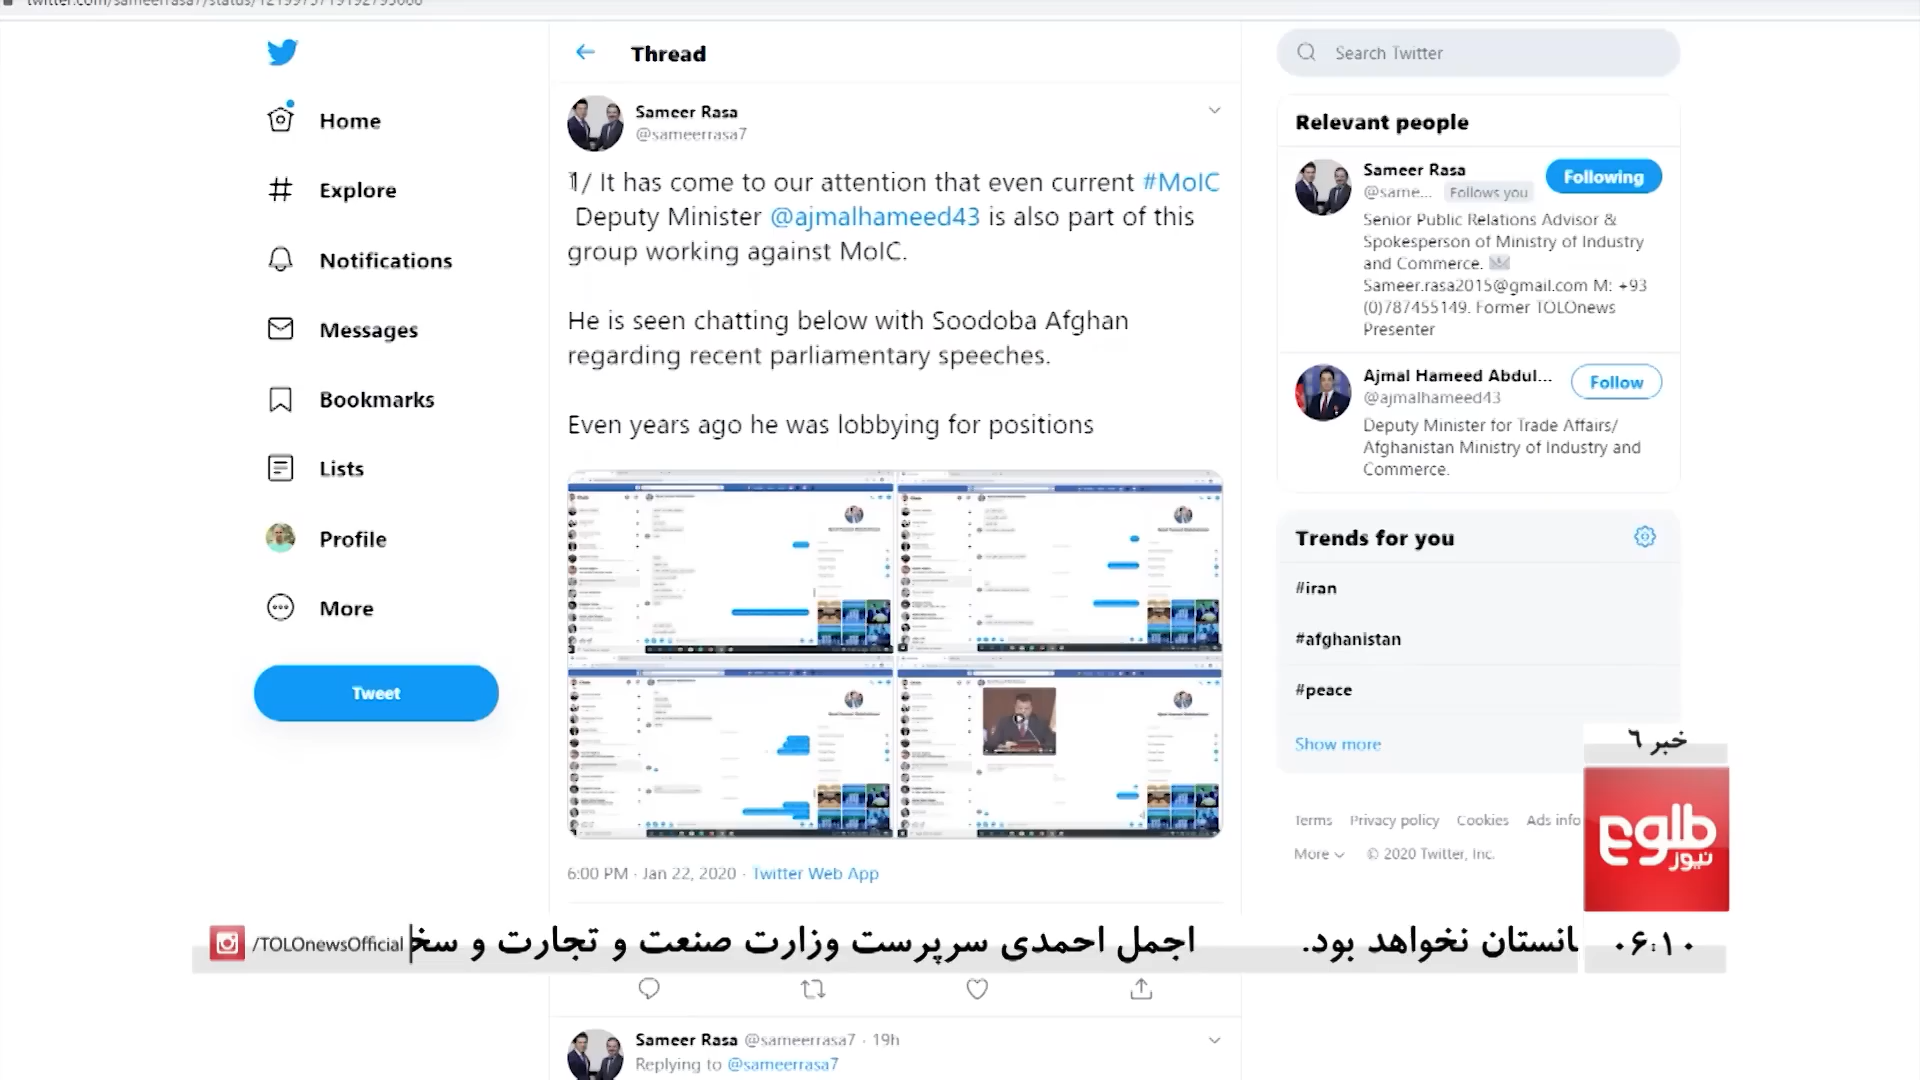 Thread
Search Twitter
Home
Explore
Notifications
Messages
Bookmarks
Lists
Profile
More
Tweet
Sameer Rasa
@sameerrasa7
1/ It has come to our attention that even current #MoIC
Deputy Minister @ajmalhameed43 is also part of this
group working against MoIC.
He is seen chatting below with Soodoba Afghan
regarding recent parliamentary speeches.
Even years ago he was lobbying for positions
6:00 PM · Jan 22, 2020 · Twitter Web App
Sameer Rasa @sameerrasa7 · 19h
Replying to @sameerrasa7
Relevant people
Sameer Rasa
@same... Follows you
Following
Senior Public Relations Advisor &
Spokesperson of Ministry of Industry
and Commerce.
Sameer.rasa2015@gmail.com M: +93
(0)787455149. Former TOLOnews
Presenter
Ajmal Hameed Abdul...
@ajmalhameed43
Follow
Deputy Minister for Trade Affairs/
Afghanistan Ministry of Industry and
Commerce.
Trends for you
#iran
#afghanistan
#peace
Show more
Terms Privacy policy Cookies Ads info
More © 2020 Twitter, Inc.
خبر ٦
طلوع
نیوز
/TOLOnewsOfficial
انستان نخواهد بود. اجمل احمدی سرپرست وزارت صنعت و تجارت و سخ
۰۶:۱۰